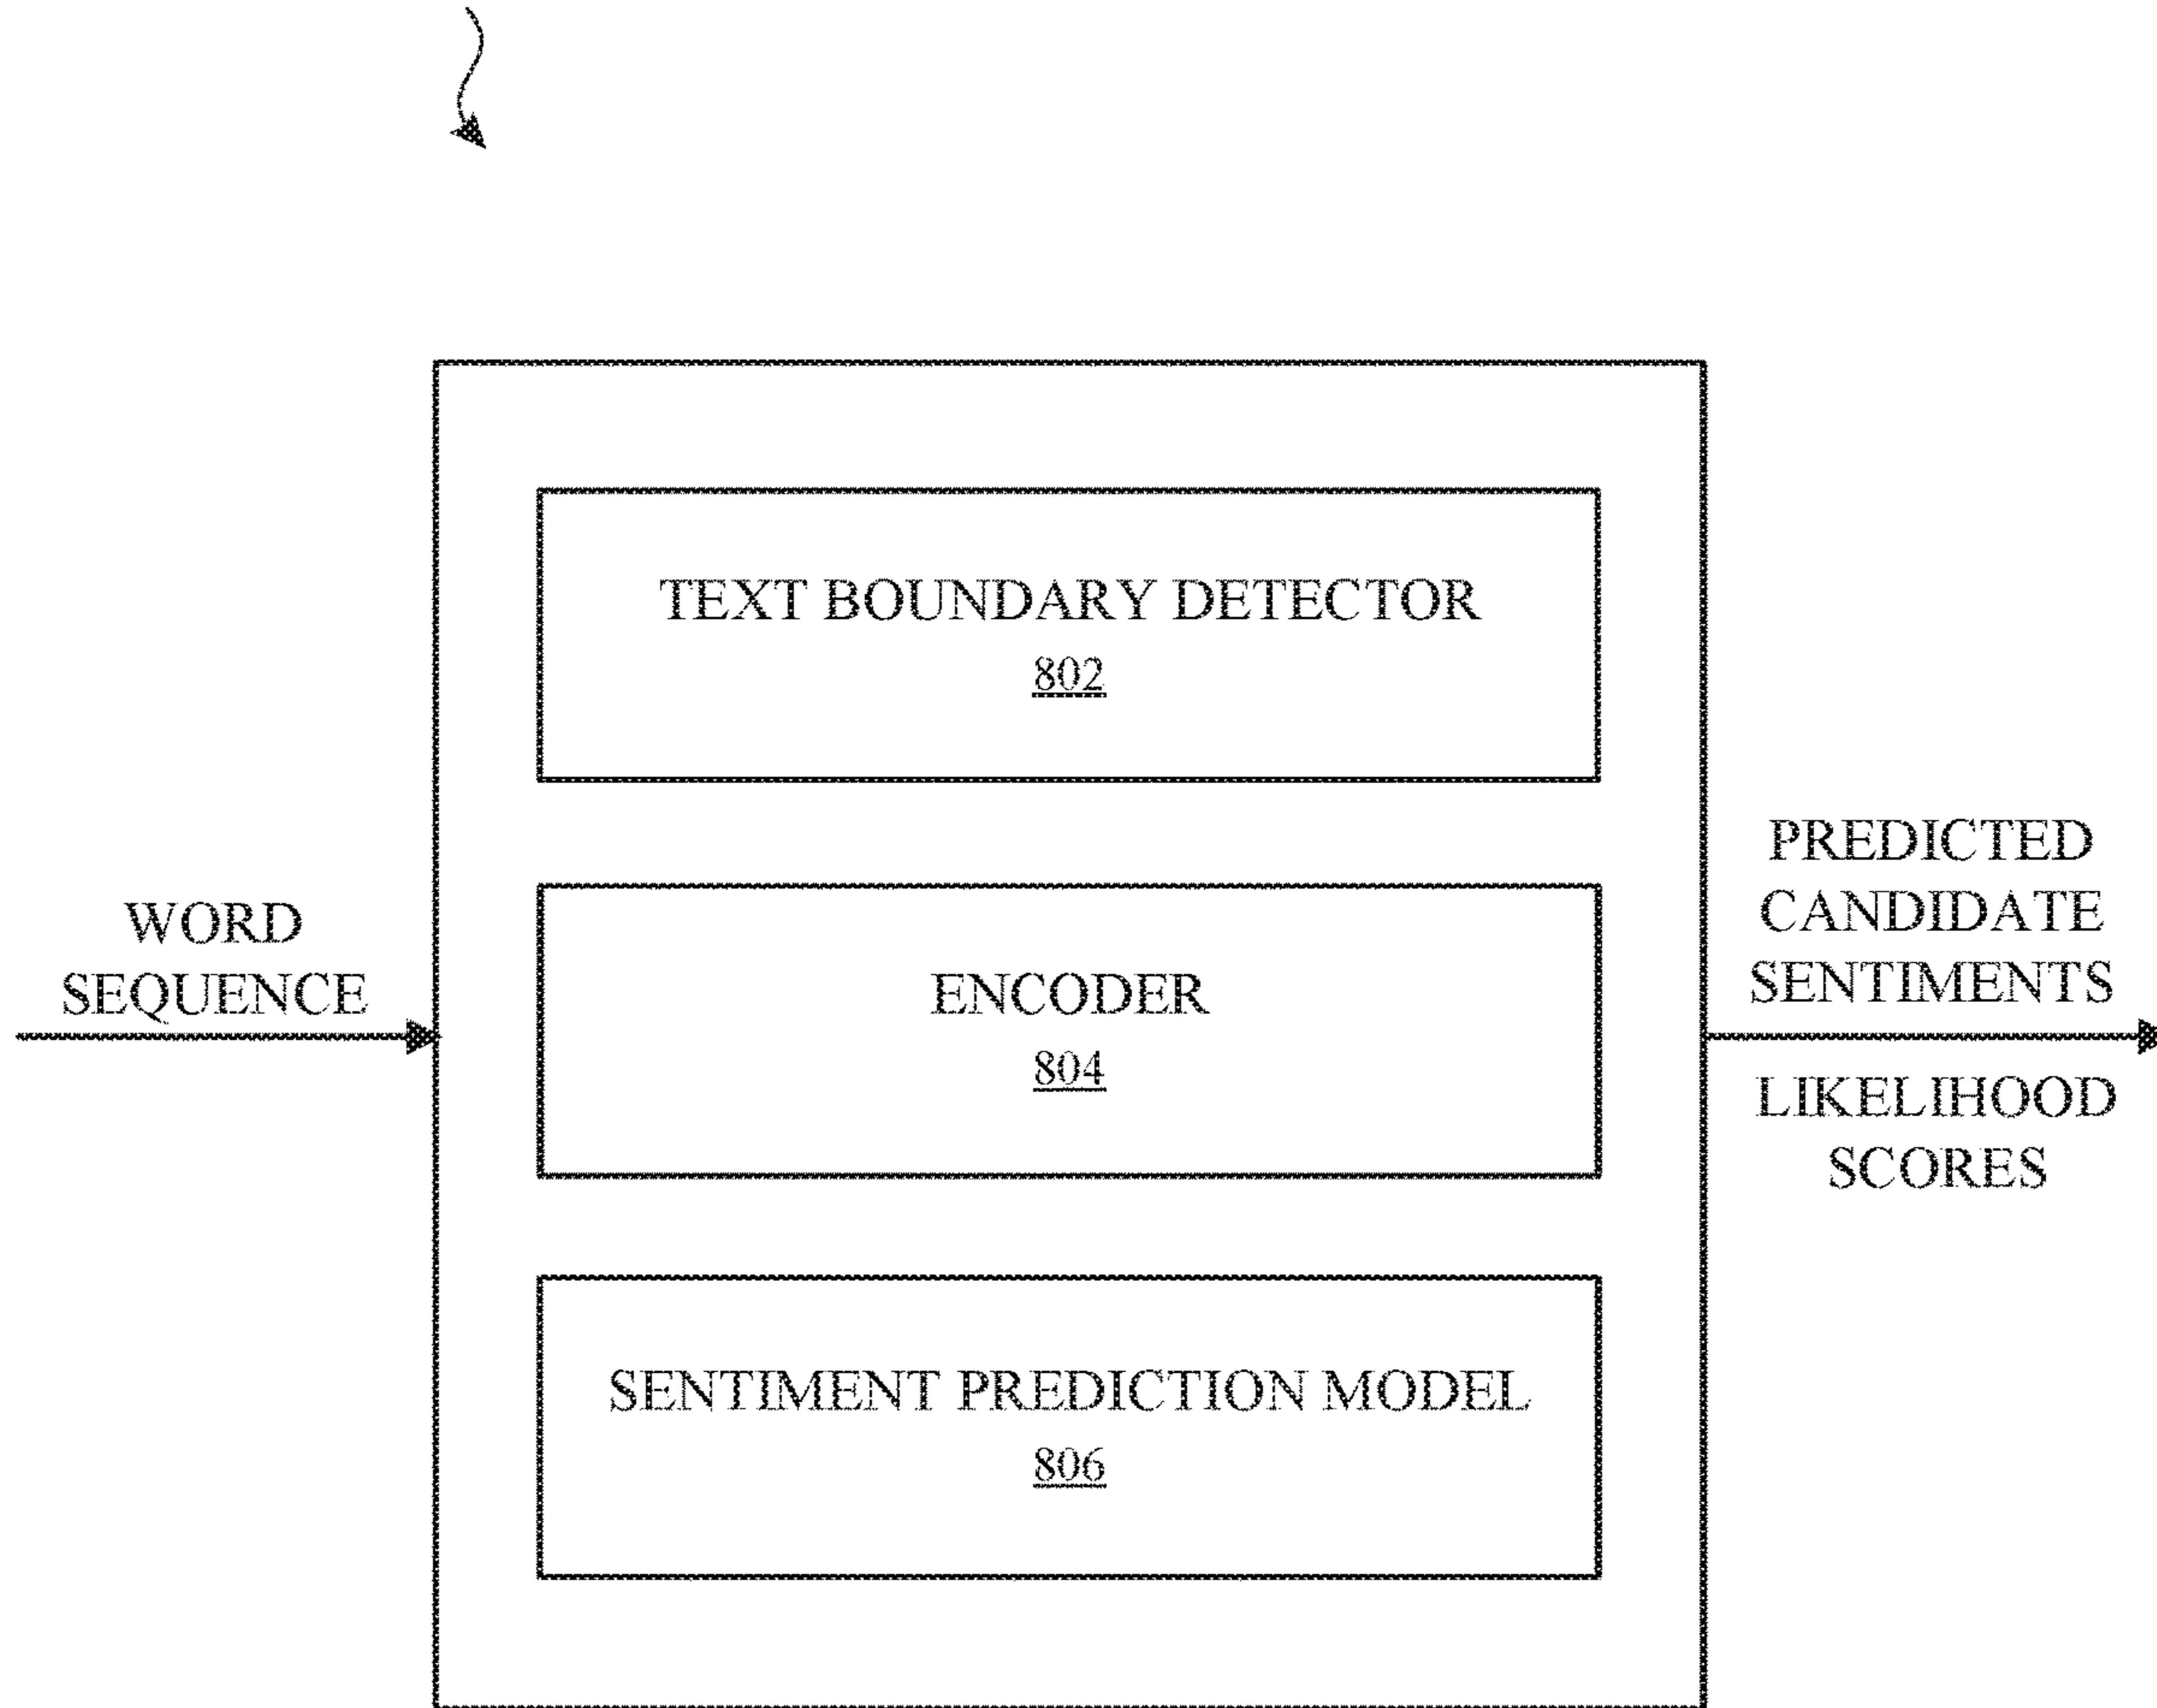 TEXT BOUNDARY DETECTOR
802
WORD
SEQUENCE
ENCODER
804
PREDICTED
CANDIDATE
SENTIMENTS
LIKELIHOOD
SCORES
SENTIMENT PREDICTION MODEL
806